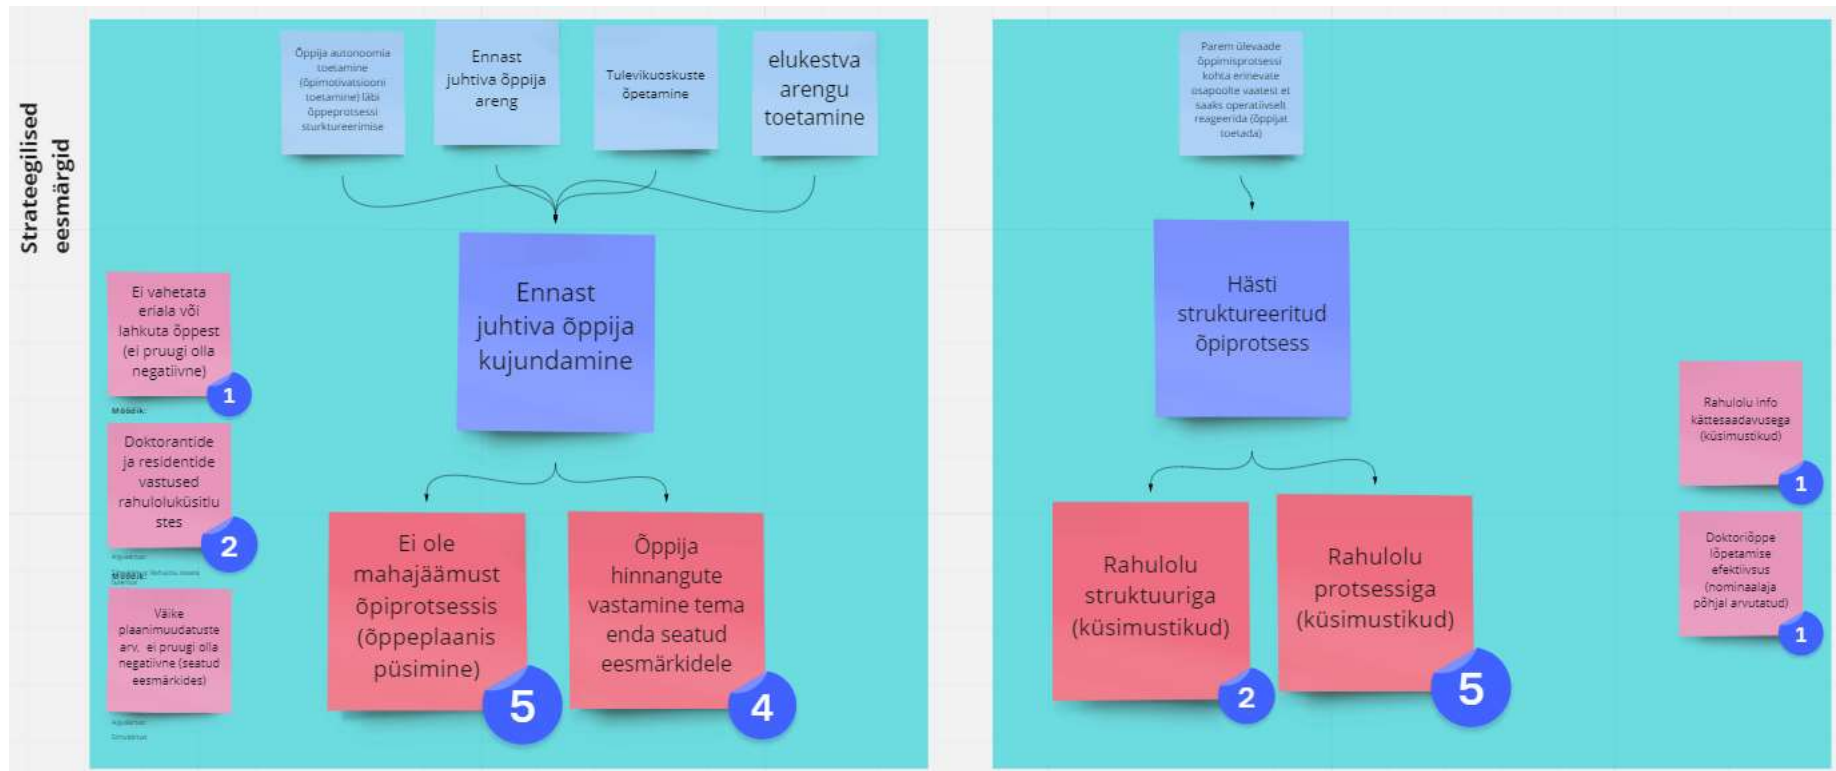 Strateegilised
eesmärgid
Õppija autonoomia
toetamine
(õpimotivatsiooni
toetamine) läbi
õppeprotsessi
sturktueerimise
Ennast
juhtiva õppija
areng
Tulevikuoskuste
õpetamine
elukestva
arengu
toetamine
Ennast
juhtiva õppija
kujundamine
Ei vahetata
eriala või
lahkuta õppest
(ei pruugi olla
negatiivne)
1
Mõõdik:
Doktorantide
ja residentide
vastused
rahuloluküsitlu
stes
2
Mõõdik:
Väike
plaanimuudatuste
arv, ei pruugi olla
negatiivne (seatud
eesmärkides)
Ei ole
mahajäämust
õpiprotsessis
(õppeplaanis
püsimine)
5
Õppija
hinnangute
vastamine tema
enda seatud
eesmärkidele
4
Parem ülevaade
õppimisprotsessi
kohta erinevate
osapoolte vaatest et
saaks operatiivselt
reageerida (õppijat
toetada)
Hästi
struktureeritud
õpiprotsess
Rahulolu
struktuuriga
(küsimustikud)
2
Rahulolu
protsessiga
(küsimustikud)
5
Rahulolu info
kättesaadavusega
(küsimustikud)
1
Doktoriõppe
lõpetamise
efektiivsus
(nominaalaja
põhjal arvutatud)
1